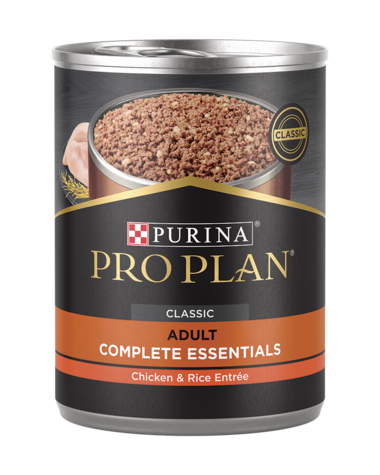 CLASSIC
PURINA®
PRO PLAN®
CLASSIC
ADULT
COMPLETE ESSENTIALS
Chicken & Rice Entrée